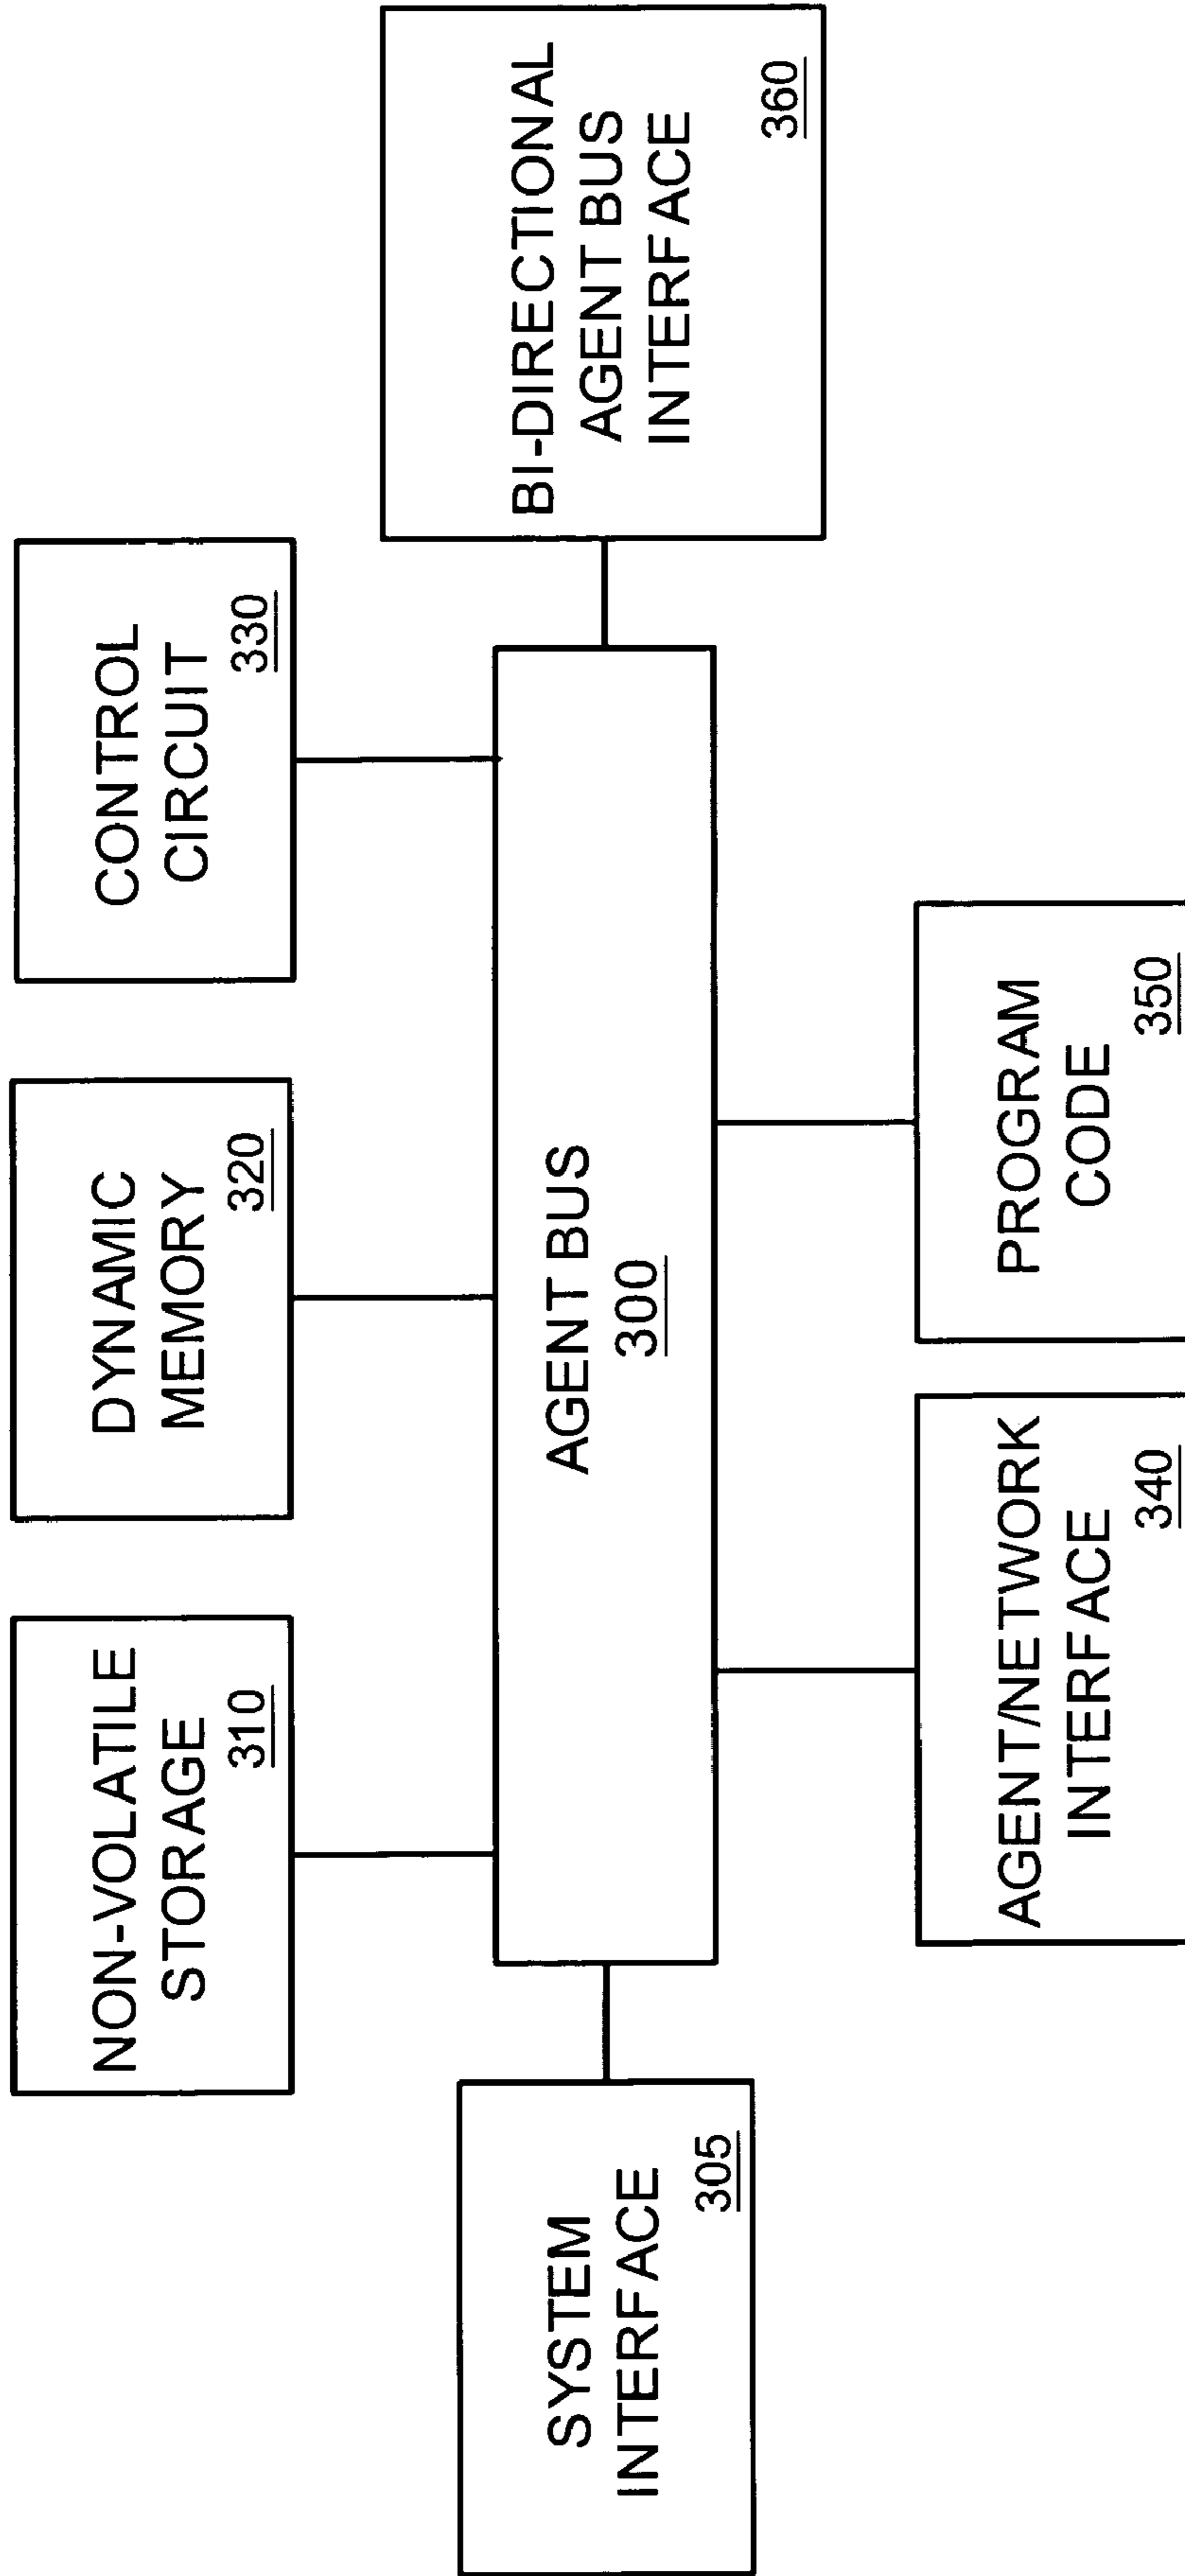 NON-VOLATILE
STORAGE
310
DYNAMIC
MEMORY
320
CONTROL
CIRCUIT
330
SYSTEM
INTERFACE
305
AGENT BUS
300
BI-DIRECTIONAL
AGENT BUS
INTERFACE
360
AGENT/NETWORK
INTERFACE
340
PROGRAM
CODE
350